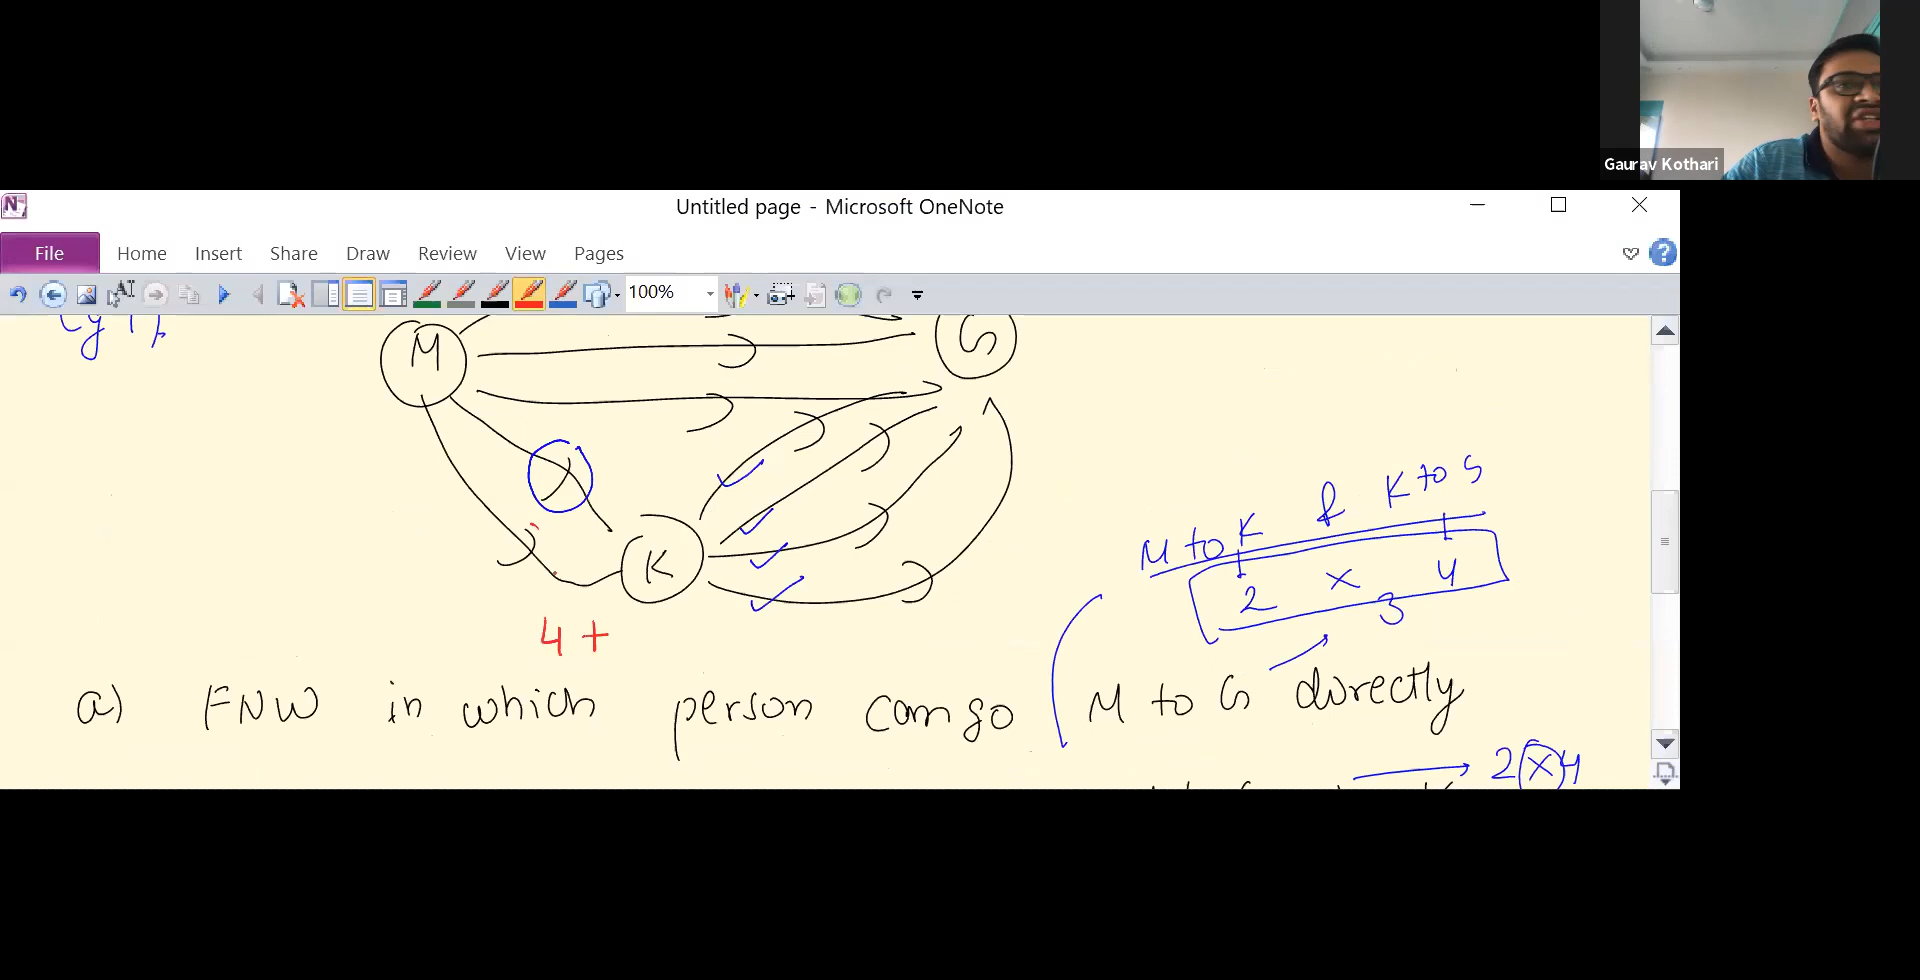 Gaurav Kothari
Untitled page - Microsoft OneNote
File Home Insert Share Draw Review View Pages
100%
M
G
K
M to K & K to G
2 × 4
3
4 +
a) FNW in which person can go M to G directly
2 × 4